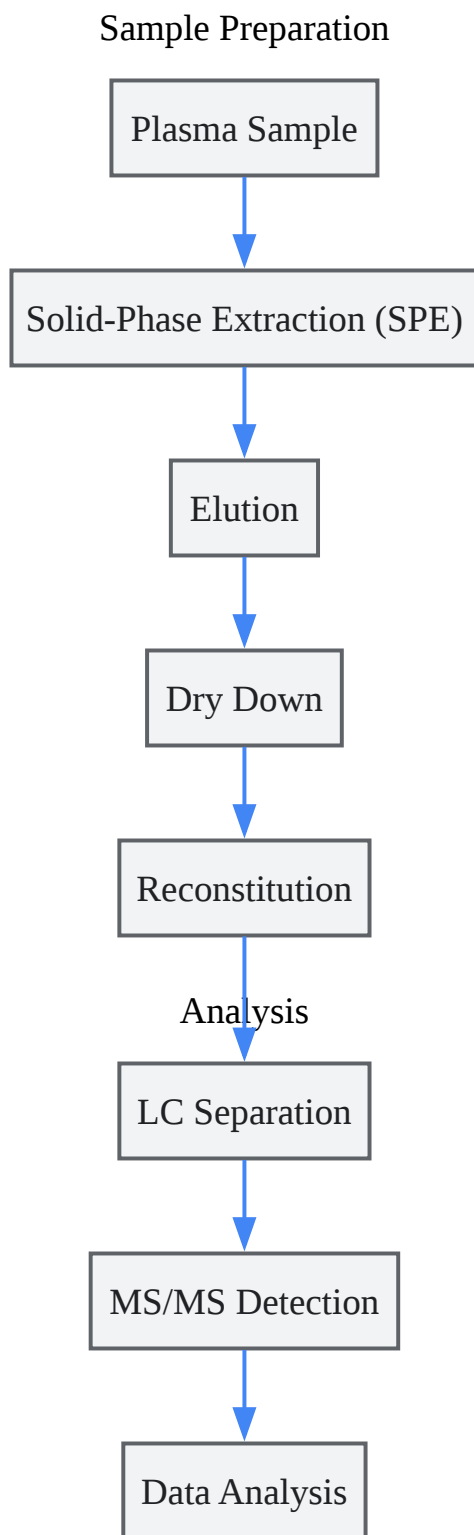 Sample Preparation
Plasma Sample
Solid-Phase Extraction (SPE)
Elution
Dry Down
Reconstitution
Analysis
LC Separation
MS/MS Detection
Data Analysis